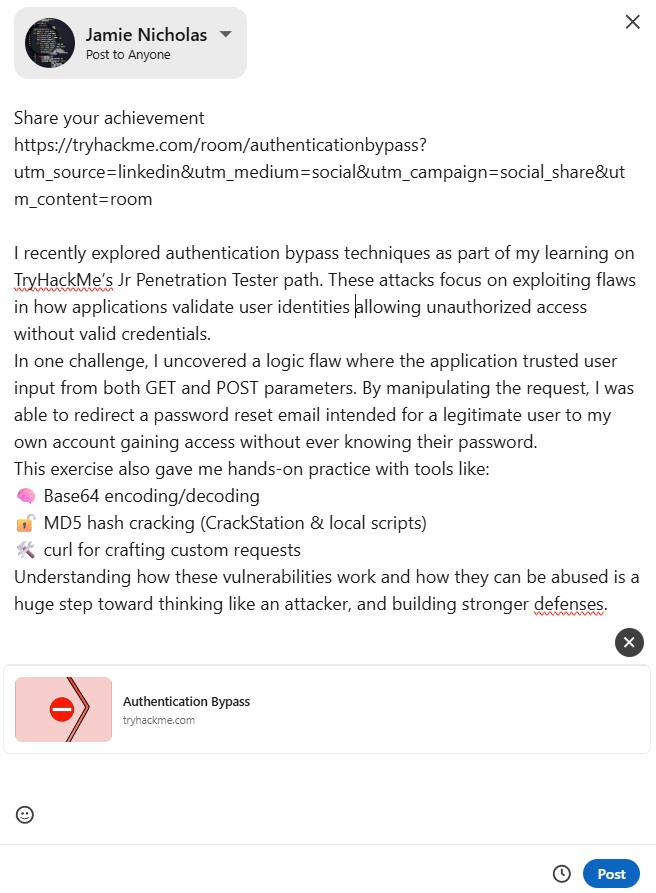 Jamie Nicholas
Post to Anyone
Share your achievement
https://tryhackme.com/room/authenticationbypass?
utm_source=linkedin&utm_medium=social&utm_campaign=social_share&ut
m_content=room
I recently explored authentication bypass techniques as part of my learning on
TryHackMe’s Jr Penetration Tester path. These attacks focus on exploiting flaws
in how applications validate user identities allowing unauthorized access
without valid credentials.
In one challenge, I uncovered a logic flaw where the application trusted user
input from both GET and POST parameters. By manipulating the request, I was
able to redirect a password reset email intended for a legitimate user to my
own account gaining access without ever knowing their password.
This exercise also gave me hands-on practice with tools like:
🧠 Base64 encoding/decoding
🔓 MD5 hash cracking (CrackStation & local scripts)
🛠️ curl for crafting custom requests
Understanding how these vulnerabilities work and how they can be abused is a
huge step toward thinking like an attacker, and building stronger defenses.
Authentication Bypass
tryhackme.com
Post